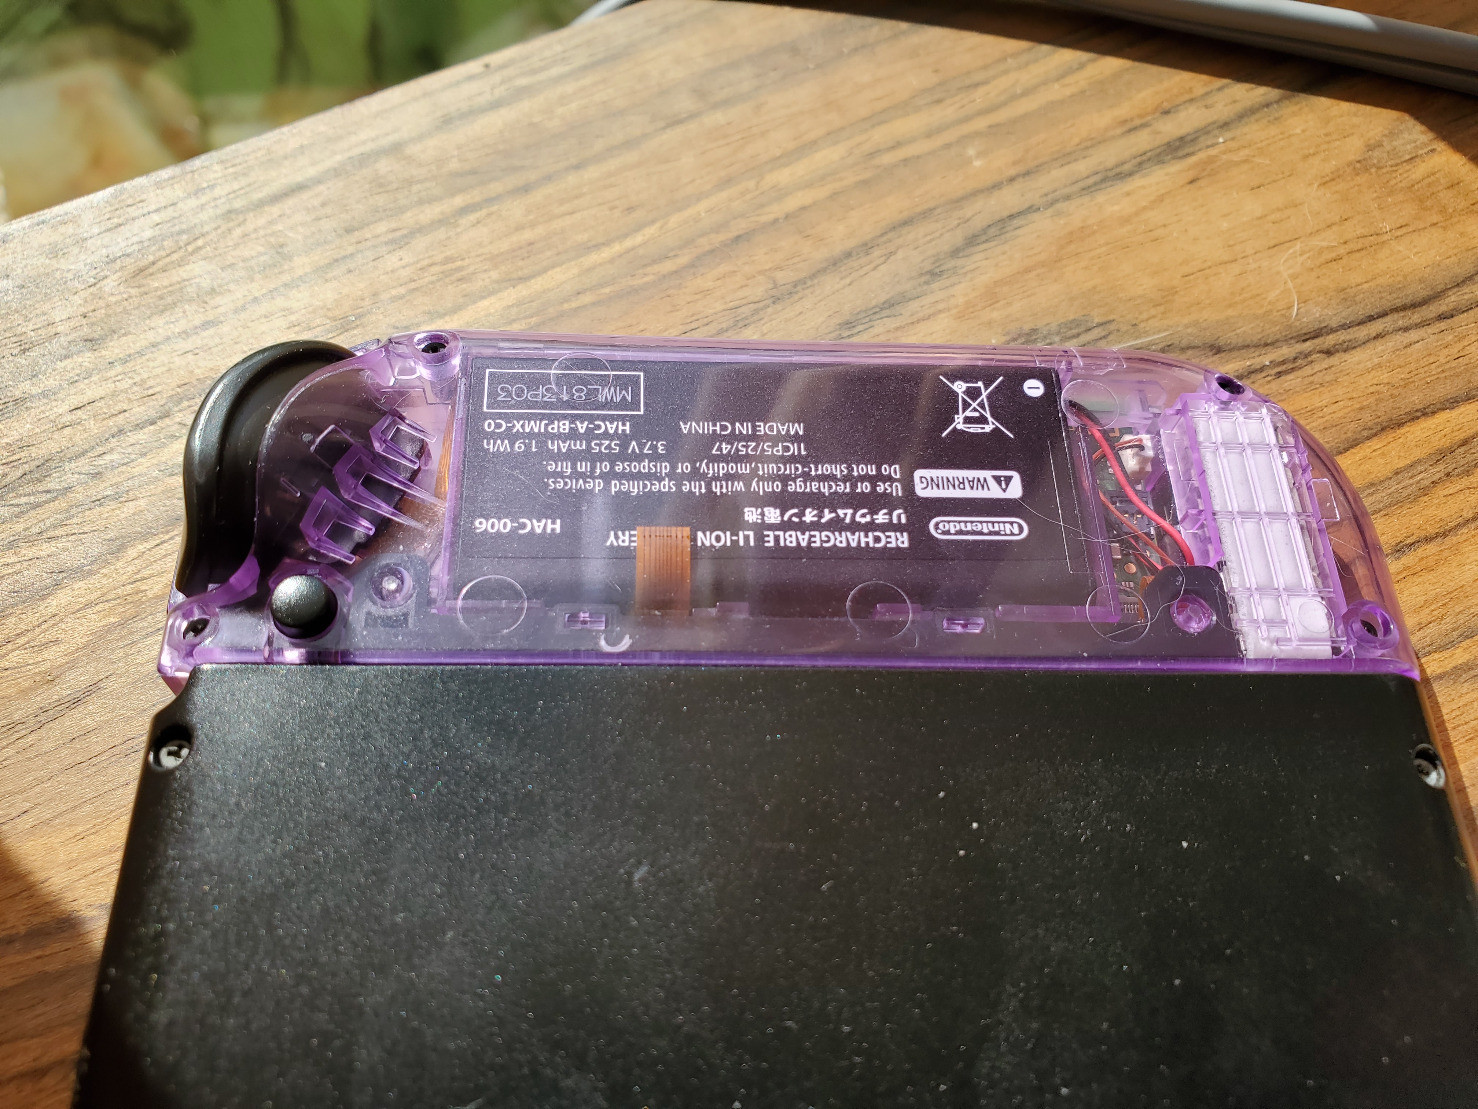 Nintendo
RECHARGEABLE LI-ION ERY HAC-006
リチウムイオン電池
WARNING
Use or recharge only with the specified devices.
Do not short-circuit, modify, or dispose of in fire.
1ICP5/25/47 3.7 V 525 mAh 1.9 Wh
MADE IN CHINA HAC-A-BPJMX-C0
MWL813P03